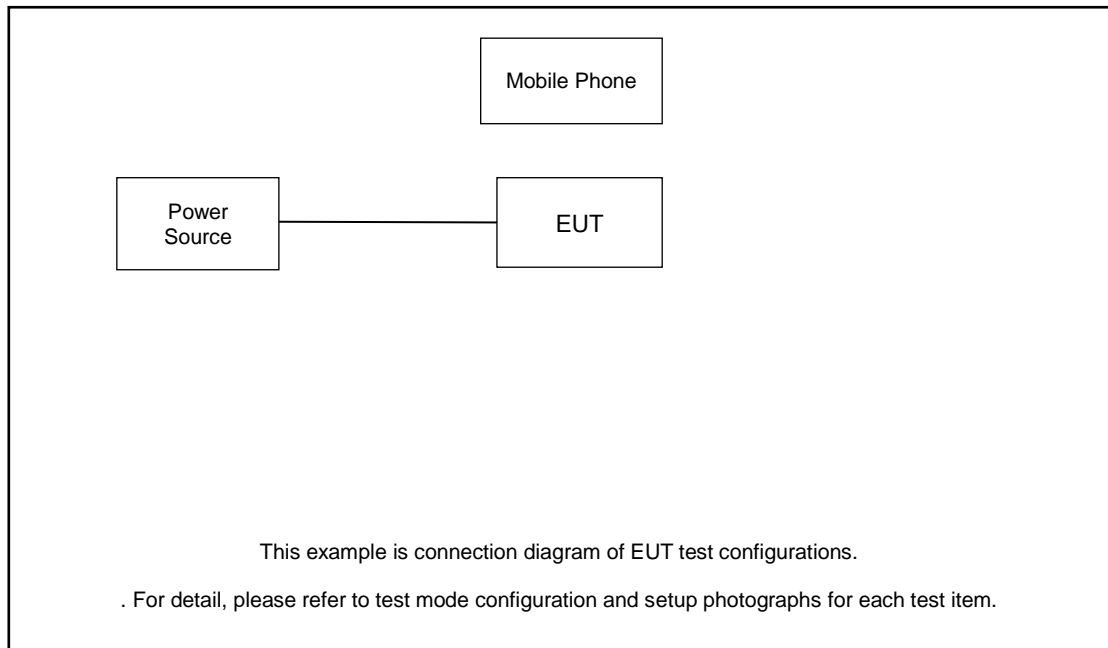 Mobile Phone
Power
Source
EUT
This example is connection diagram of EUT test configurations.
. For detail, please refer to test mode configuration and setup photographs for each test item.